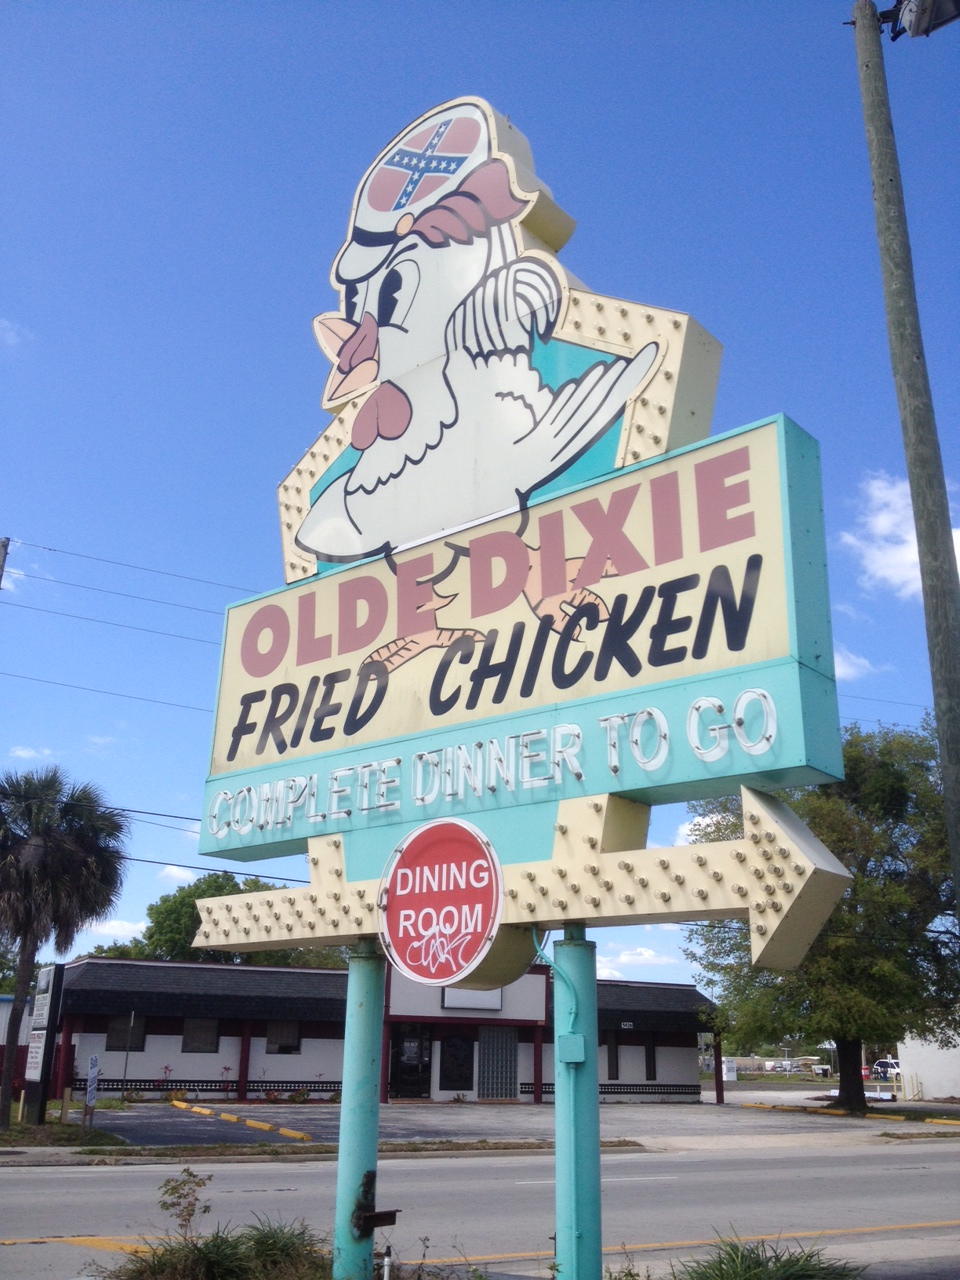 OLDE DIXIE
FRIED CHICKEN
COMPLETE DINNER TO GO
DINING
ROOM